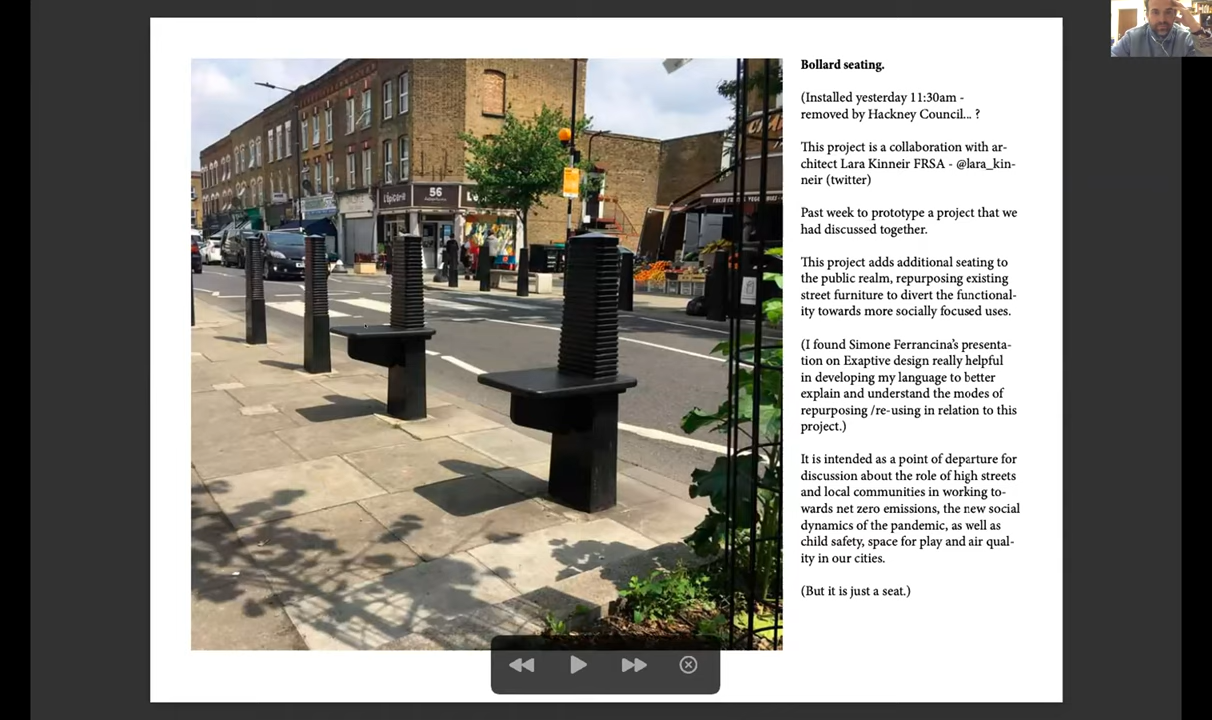 Bollard seating.
(Installed yesterday 11:30am -
removed by Hackney Council... ?
This project is a collaboration with ar-
chitect Lara Kinneir FRSA - @lara_kin-
neir (twitter)
Past week to prototype a project that we
had discussed together.
This project adds additional seating to
the public realm, repurposing existing
street furniture to divert the functional-
ity towards more socially focused uses.
(I found Simone Ferrancina's presenta-
tion on Exaptive design really helpful
in developing my language to better
explain and understand the modes of
repurposing /re-using in relation to this
project.)
It is intended as a point of departure for
discussion about the role of high streets
and local communities in working to-
wards net zero emissions, the new social
dynamics of the pandemic, as well as
child safety, space for play and air qual-
ity in our cities.
(But it is just a seat.)
L'épicerie
56